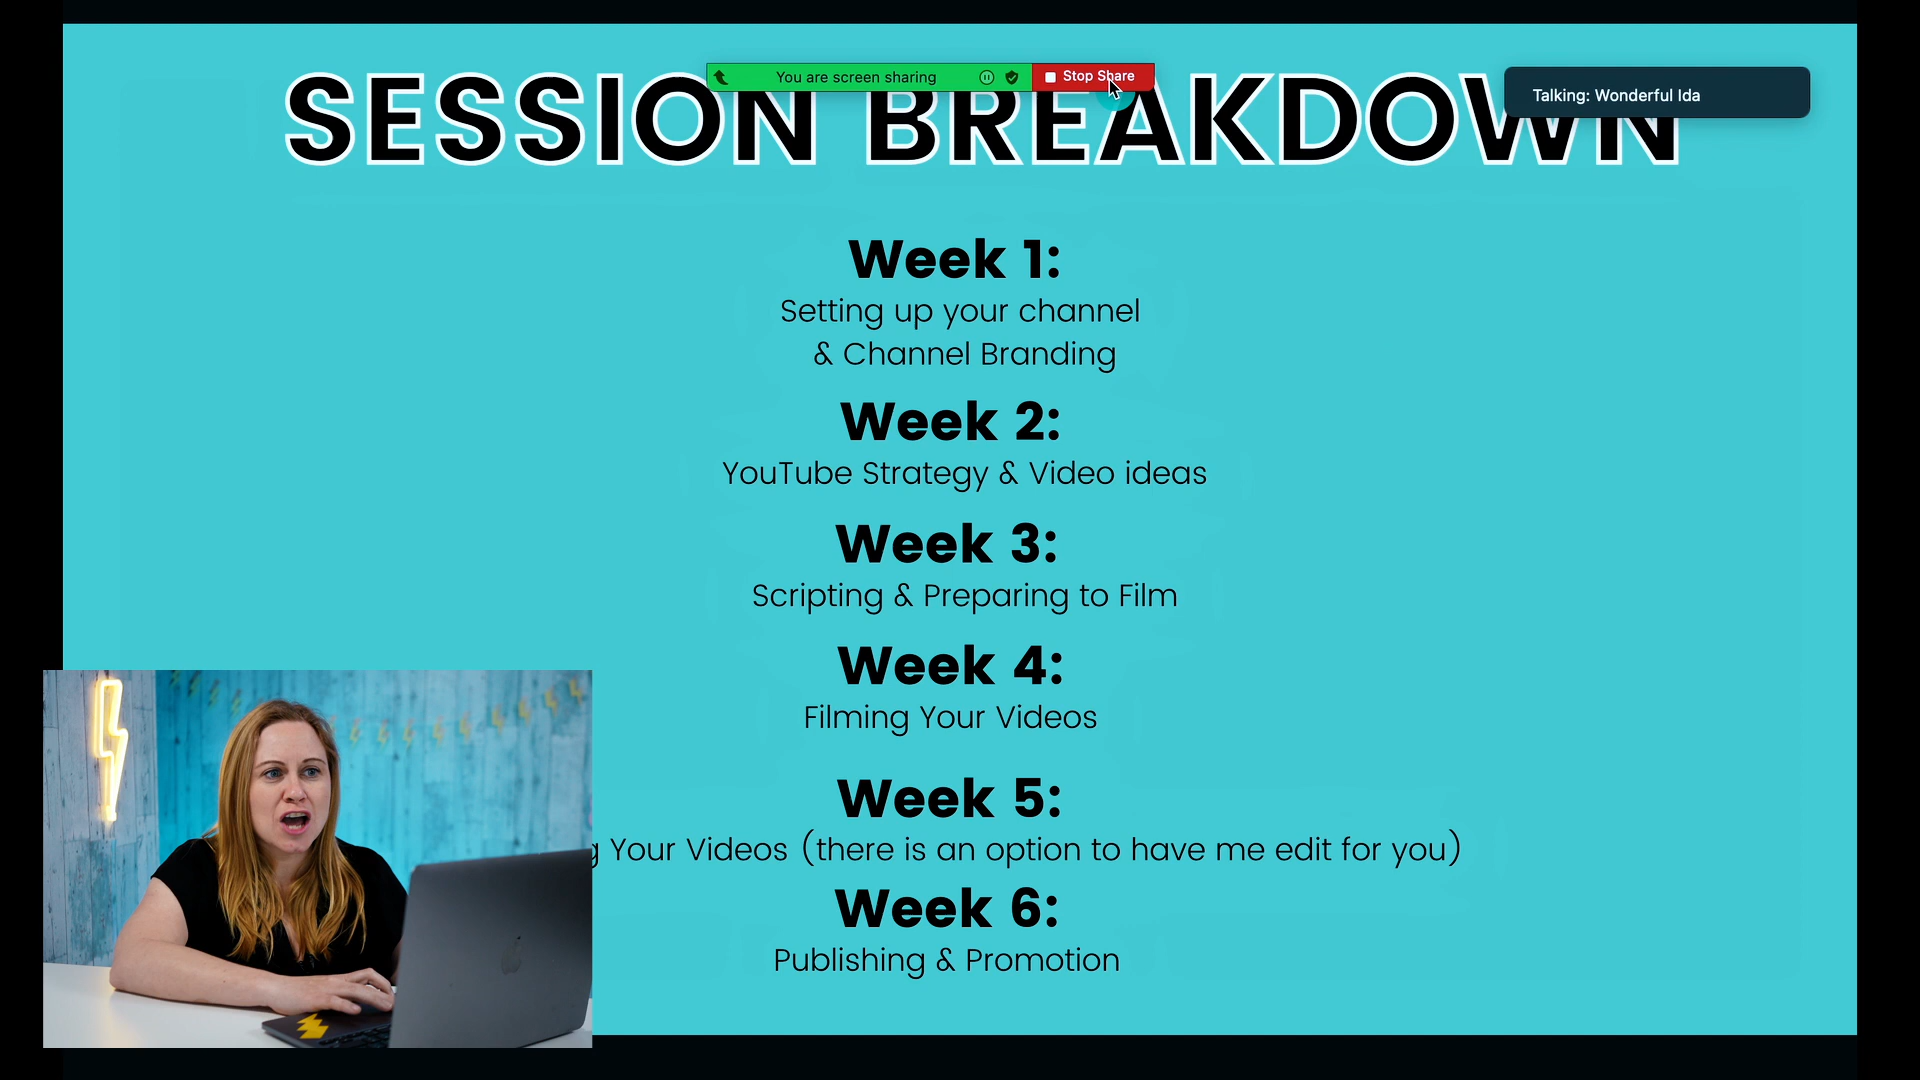 You are screen sharing
Stop Share
Talking: Wonderful Ida
SESSION BREAKDOWN
Week 1:
Setting up your channel
& Channel Branding
Week 2:
YouTube Strategy & Video ideas
Week 3:
Scripting & Preparing to Film
Week 4:
Filming Your Videos
Week 5:
Your Videos (there is an option to have me edit for you)
Week 6:
Publishing & Promotion